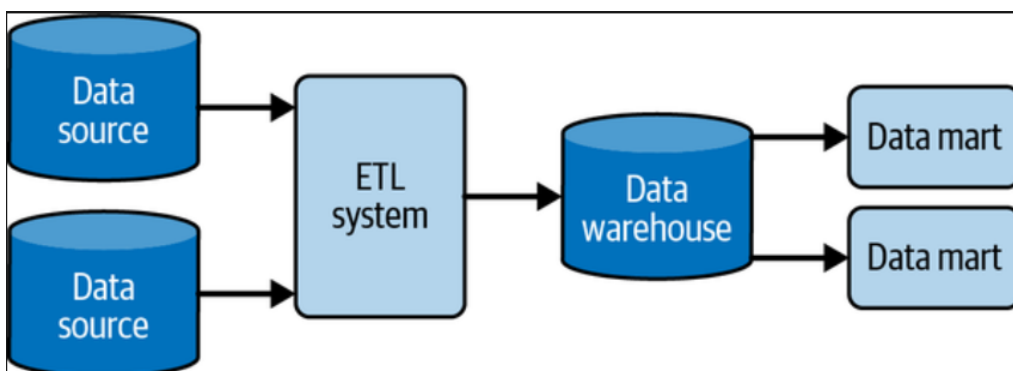 Data
source
Data
source
ETL
system
Data
warehouse
Data mart
Data mart